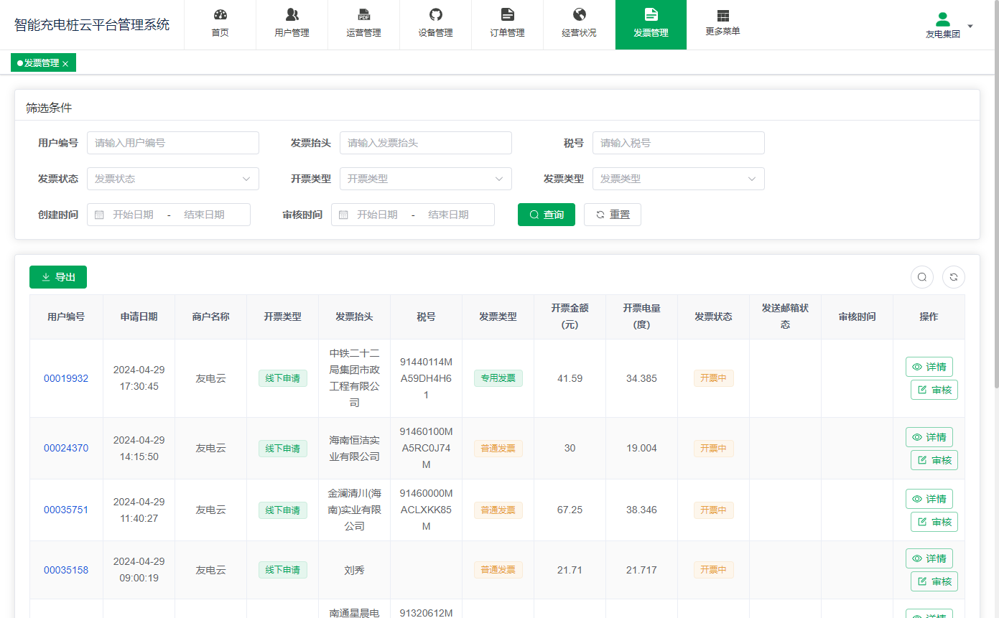 智能充电桩云平台管理系统
首页
用户管理
PDF
运营管理
设备管理
订单管理
经营状况
发票管理
更多菜单
友电集团
发票管理
筛选条件
用户编号 请输入用户编号 发票抬头 请输入发票抬头 税号 请输入税号
发票状态 发票状态 开票类型 开票类型 发票类型 发票类型
创建时间 开始日期 - 结束日期 审核时间 开始日期 - 结束日期 查询 重置
导出
用户编号
申请日期
商户名称
开票类型
发票抬头
税号
发票类型
开票金额
(元)
开票电量
(度)
发票状态
发送邮箱状
态
审核时间
操作
00019932
2024-04-29
17:30:45
友电云
线下申请
中铁二十二
局集团市政
工程有限公
司
91440114M
A59DH4H6
1
专用发票
41.59
34.385
开票中
详情
审核
00024370
2024-04-29
14:15:50
友电云
线下申请
海南恒洁实
业有限公司
91460100M
A5RC0J74
M
普通发票
30
19.004
开票中
详情
审核
00035751
2024-04-29
11:40:27
友电云
线下申请
金澜清川(海
南)实业有限
公司
91460000M
ACLXKK85
M
普通发票
67.25
38.346
开票中
详情
审核
00035158
2024-04-29
09:00:19
友电云
线下申请
刘秀
普通发票
21.71
21.717
开票中
详情
审核
南通星晨电
91320612M
详情